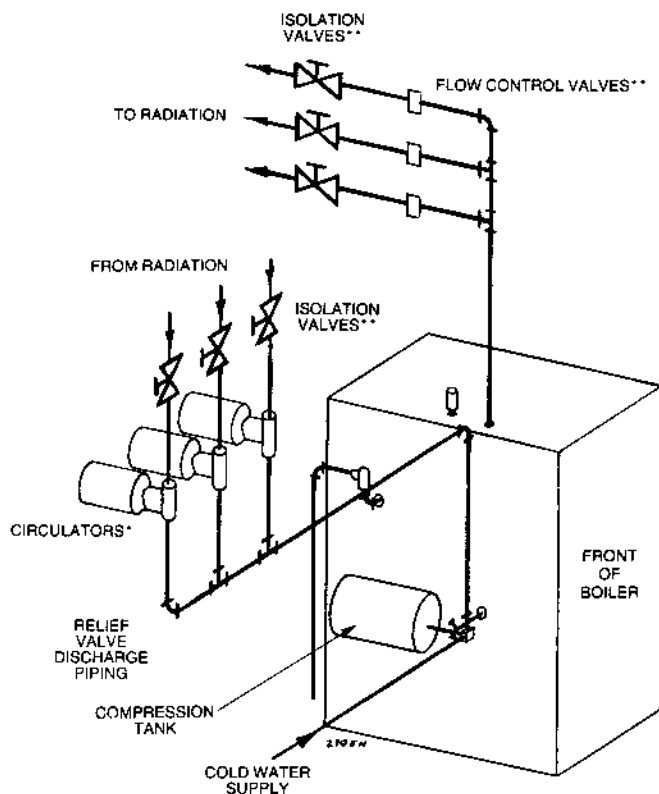 ISOLATION
VALVES**
FLOW CONTROL VALVES**
TO RADIATION
FROM RADIATION
ISOLATION
VALVES**
CIRCULATORS*
FRONT
OF
BOILER
RELIEF
VALVE
DISCHARGE
PIPING
COMPRESSION
TANK
COLD WATER
SUPPLY